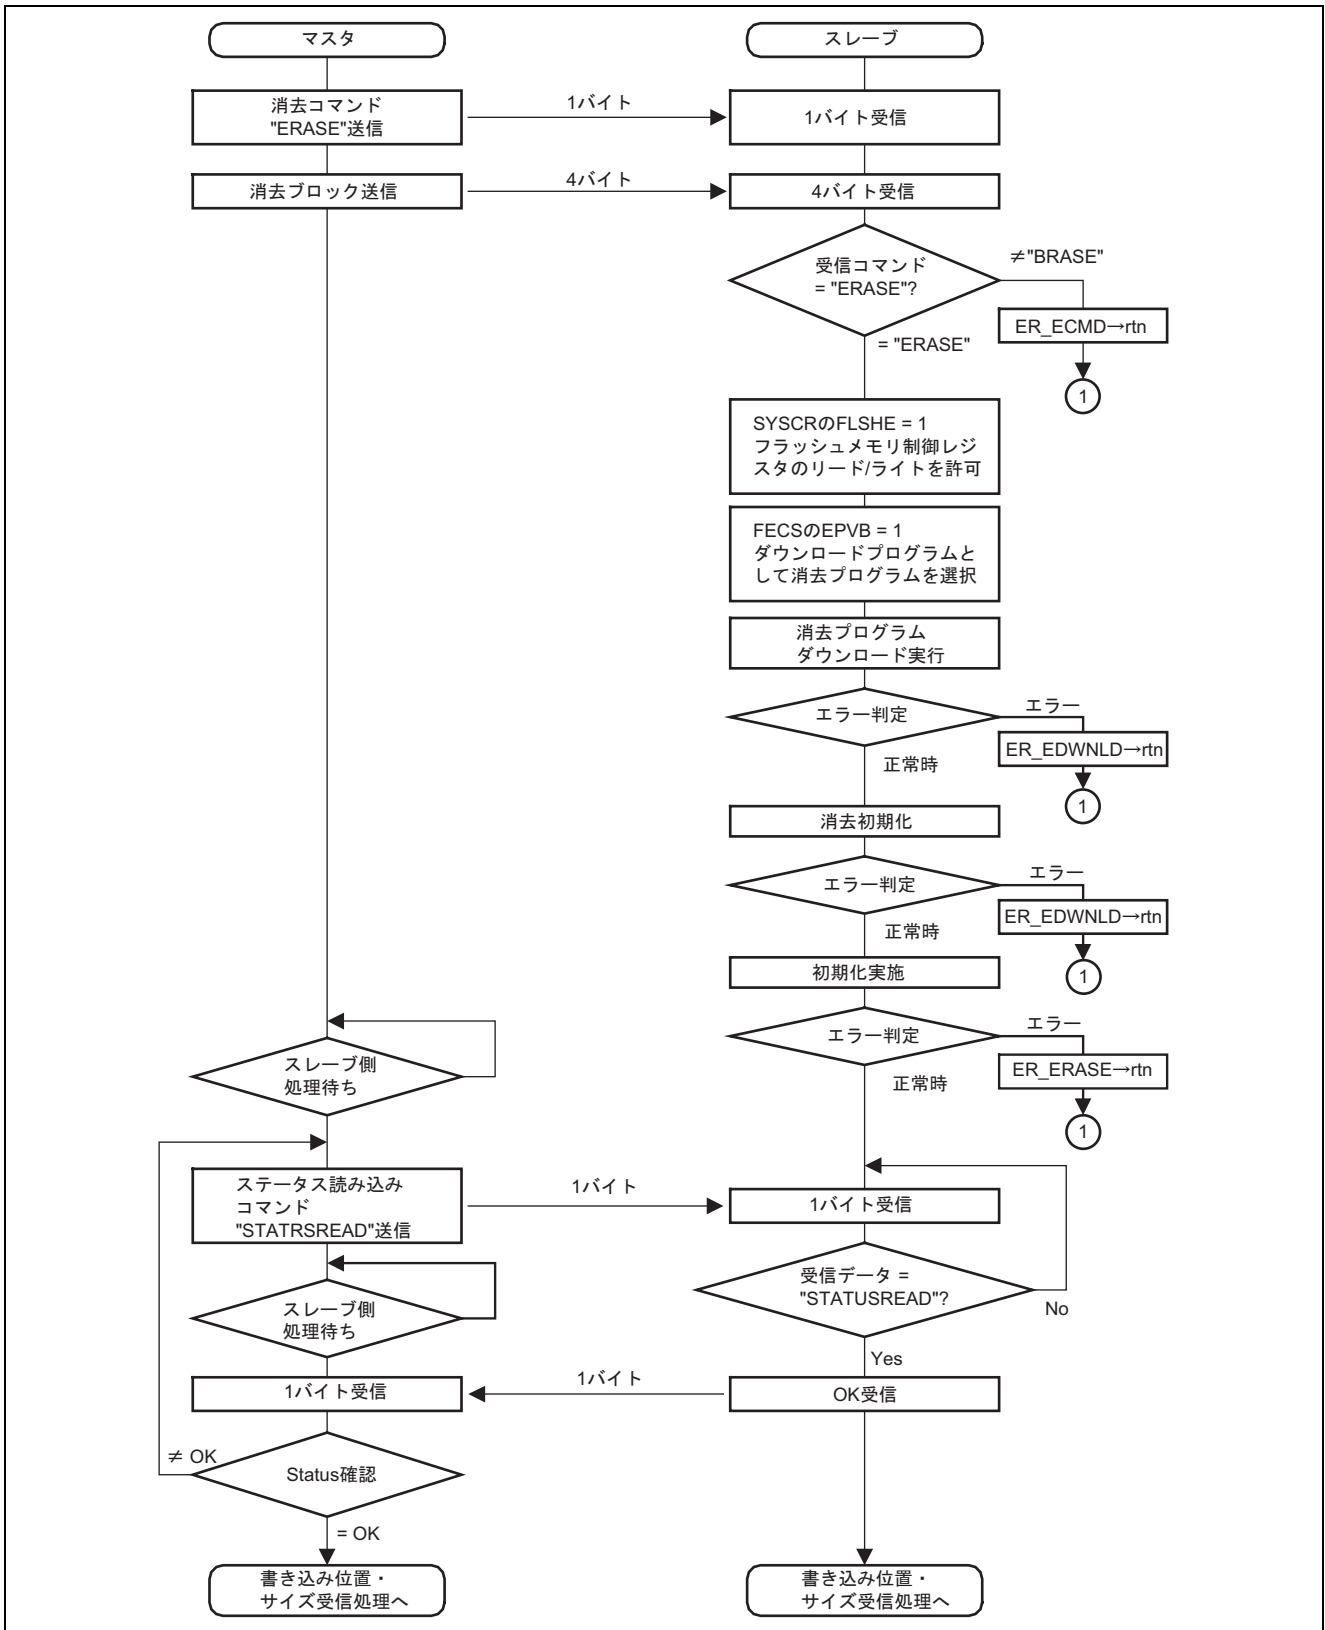 マスタ
スレーブ
消去コマンド
"ERASE"送信
1バイト
1バイト受信
消去ブロック送信
4バイト
4バイト受信
受信コマンド
= "ERASE"?
≠"BRASE"
ER_ECMD→rtn
1
= "ERASE"
SYSCRのFLSHE = 1
フラッシュメモリ制御レジ
スタのリード/ライトを許可
FECSのEPVB = 1
ダウンロードプログラムと
して消去プログラムを選択
消去プログラム
ダウンロード実行
エラー判定
エラー
ER_EDWNLD→rtn
1
正常時
消去初期化
エラー判定
エラー
ER_EDWNLD→rtn
1
正常時
初期化実施
エラー判定
エラー
ER_ERASE→rtn
1
正常時
スレーブ側
処理待ち
ステータス読み込み
コマンド
"STATRSREAD"送信
1バイト
1バイト受信
受信データ =
"STATUSREAD"?
No
Yes
スレーブ側
処理待ち
1バイト受信
1バイト
OK受信
≠ OK
Status確認
= OK
書き込み位置・
サイズ受信処理へ
書き込み位置・
サイズ受信処理へ